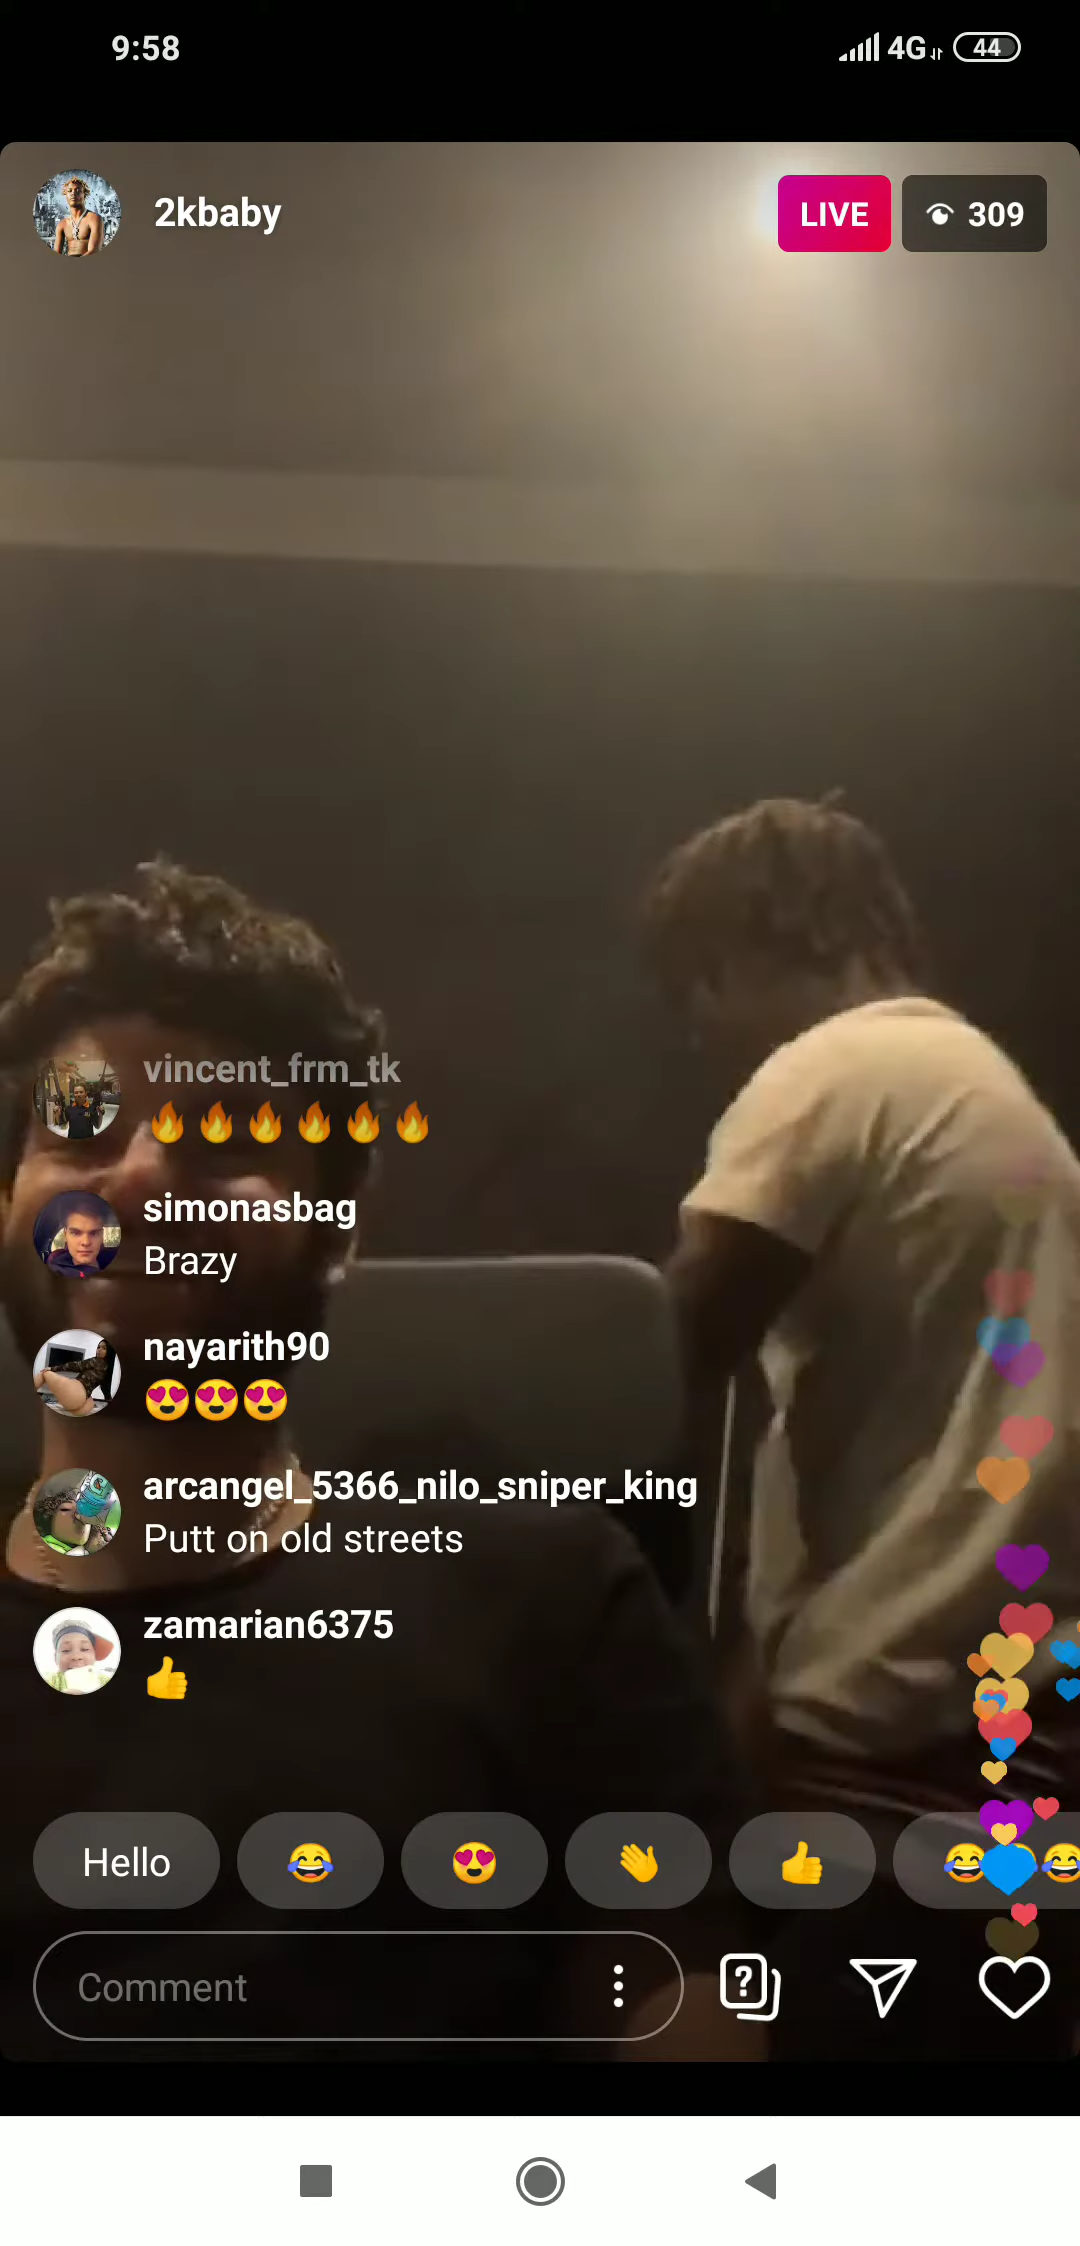 9:58
4G 44
2kbaby
LIVE
309
vincent_frm_tk
🔥🔥🔥🔥🔥🔥
simonasbag
Brazy
nayarith90
😍😍😍
arcangel_5366_nilo_sniper_king
Putt on old streets
zamarian6375
👍
Hello 😂 😍 👋 👍 😂😂😂
Comment